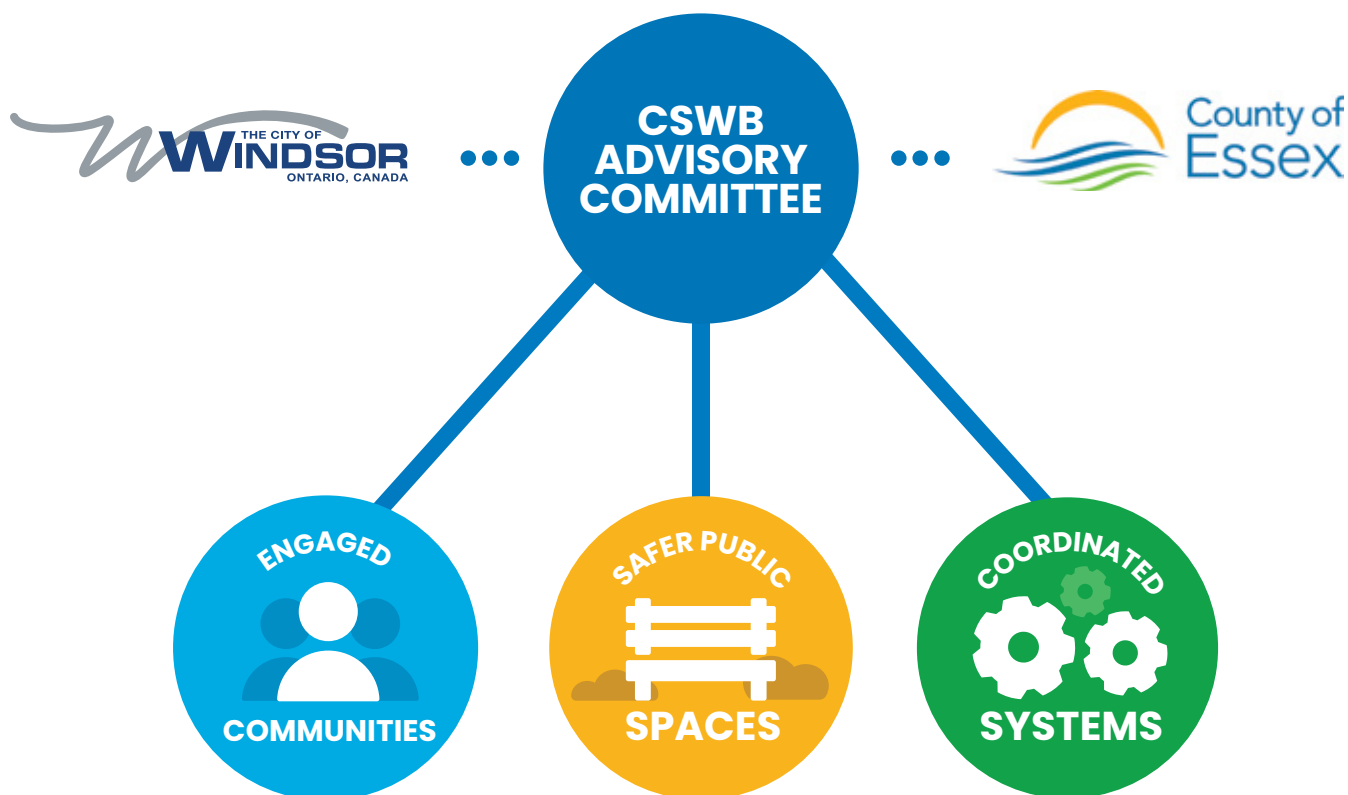 THE CITY OF
WINDSOR
ONTARIO, CANADA
CSWB
ADVISORY
COMMITTEE
County of
Essex
ENGAGED
COMMUNITIES
SAFER PUBLIC
SPACES
COORDINATED
SYSTEMS